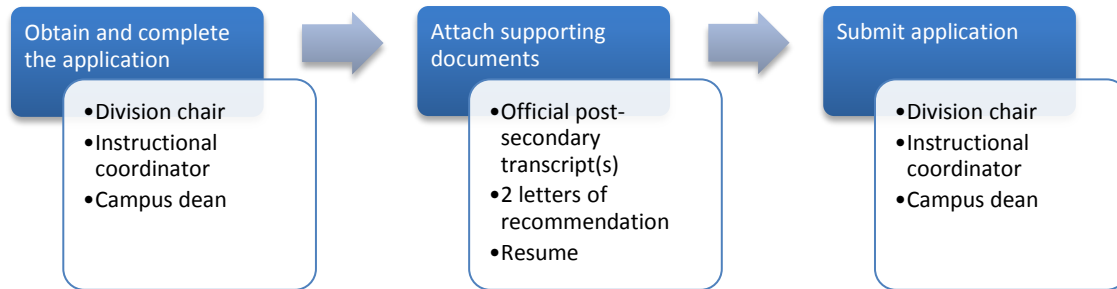 Obtain and complete
the application
•Division chair
•Instructional
coordinator
•Campus dean
Attach supporting
documents
•Official post-
secondary
transcript(s)
•2 letters of
recommendation
•Resume
Submit application
•Division chair
•Instructional
coordinator
•Campus dean